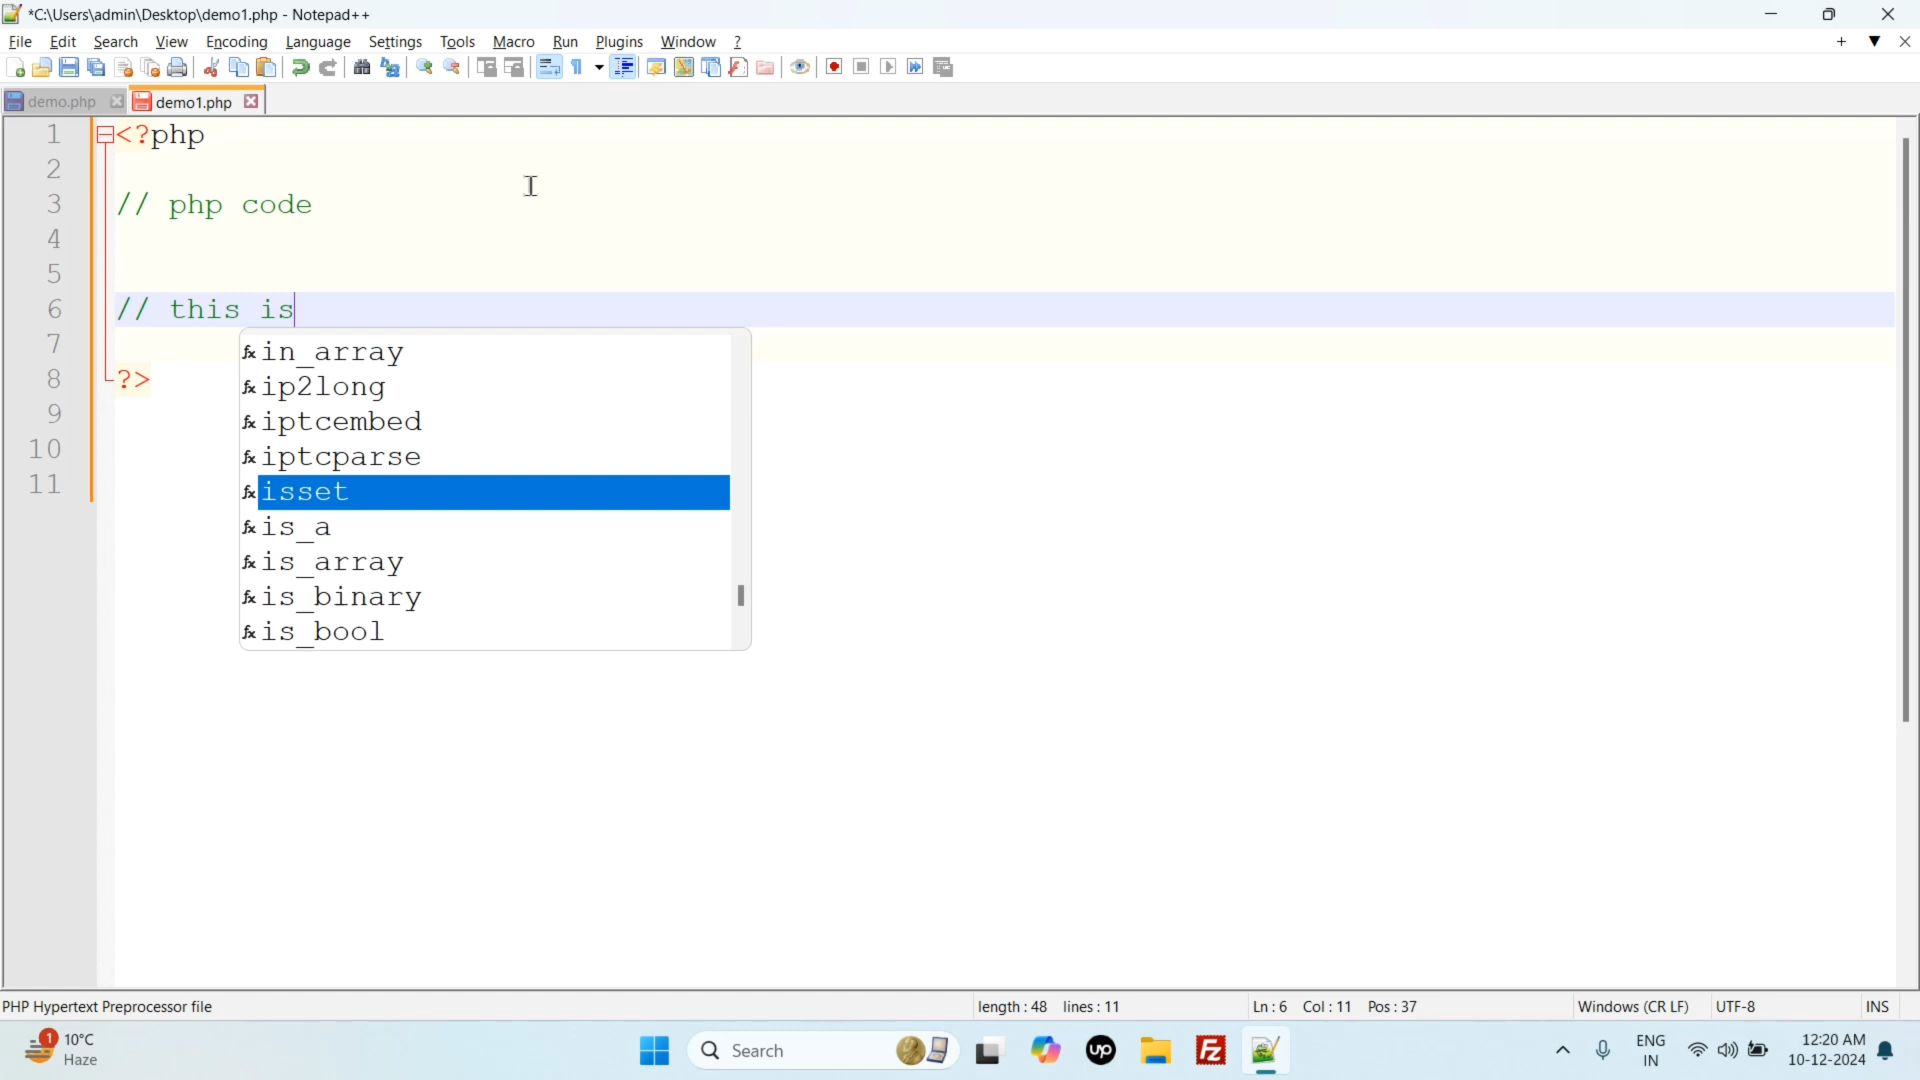 *C:\Users\admin\Desktop\demo1.php - Notepad++
File Edit Search View Encoding Language Settings Tools Macro Run Plugins Window ?
demo.php demo1.php
1 <?php
2
3 // php code
4
5
6 // this is
7
8 ?>
9
10
11
in_array
ip2long
iptcembed
iptcparse
isset
is_a
is_array
is_binary
is_bool
PHP Hypertext Preprocessor file length : 48 lines : 11 Ln : 6 Col : 11 Pos : 37 Windows (CR LF) UTF-8 INS
1 10°C
Haze
Search
up
Fz
ENG
IN
12:20 AM
10-12-2024